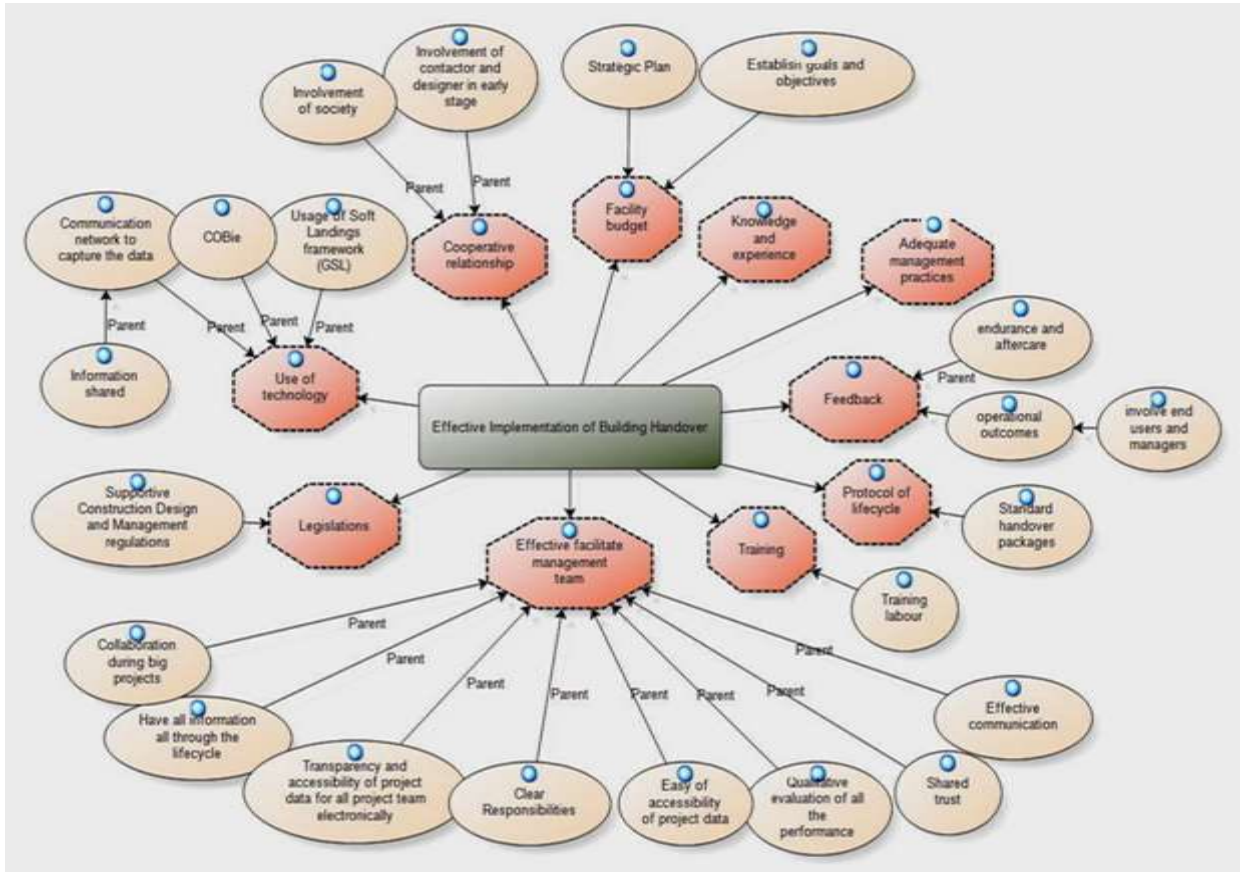 Involvement of
contactor and
designer in early
stage
Strategic Plan
Establish goals and
objectives
Involvement
of society
Parent
Parent
Facility
budget
Knowledge
and
experience
Adequate
management
practices
Cooperative
relationship
Communication
network to
capture the data
COBie
Usage of Soft
Landings
framework
(GSL)
Parent
Parent
Parent
Parent
Information
shared
Use of
technology
endurance and
aftercare
Parent
Feedback
operational
outcomes
involve end
users and
managers
Effective Implementation of Building Handover
Supportive
Construction Design
and Management
regulations
Legislations
Effective facilitate
management
team
Training
Protocol of
lifecycle
Standard
handover
packages
Training
labour
Parent
Parent
Parent
Parent
Parent
Parent
Parent
Parent
Collaboration
during big
projects
Have all information
all through the
lifecycle
Transparency and
accessibility of project
data for all project team
electronically
Clear
Responsibilities
Easy of
accessibility
of project data
Qualitative
evaluation of all
the
performance
Shared
trust
Effective
communication